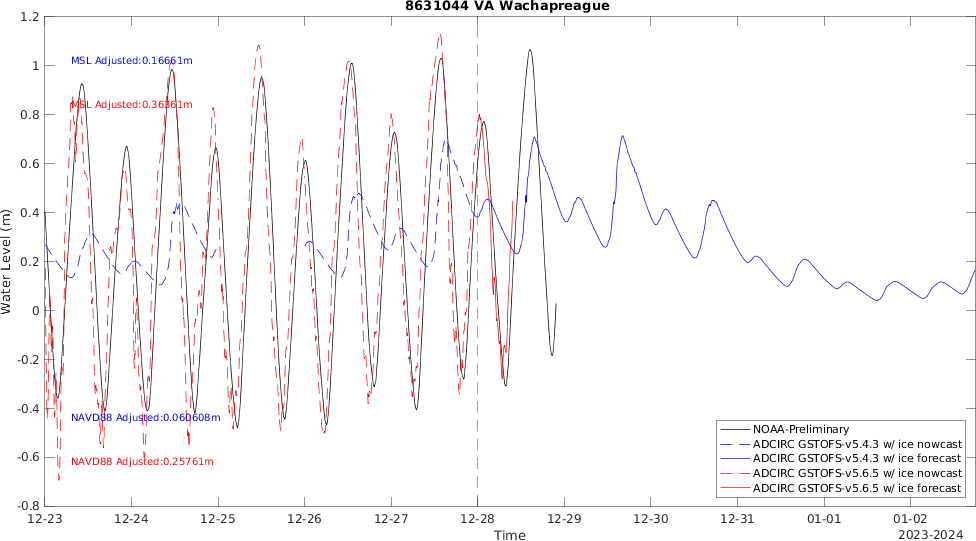 8631044 VA Wachapreague
1.2
1
0.8
0.6
0.4
0.2
0
-0.2
-0.4
-0.6
-0.8
Water Level (m)
MSL Adjusted:0.16661m
MSL Adjusted:0.36361m
NAVD88 Adjusted:0.060608m
NAVD88 Adjusted:0.25761m
NOAA-Preliminary
ADCIRC GSTOFS-v5.4.3 w/ ice nowcast
ADCIRC GSTOFS-v5.4.3 w/ ice forecast
ADCIRC GSTOFS-v5.6.5 w/ ice nowcast
ADCIRC GSTOFS-v5.6.5 w/ ice forecast
12-23 12-24 12-25 12-26 12-27 12-28 12-29 12-30 12-31 01-01 01-02
Time
2023-2024